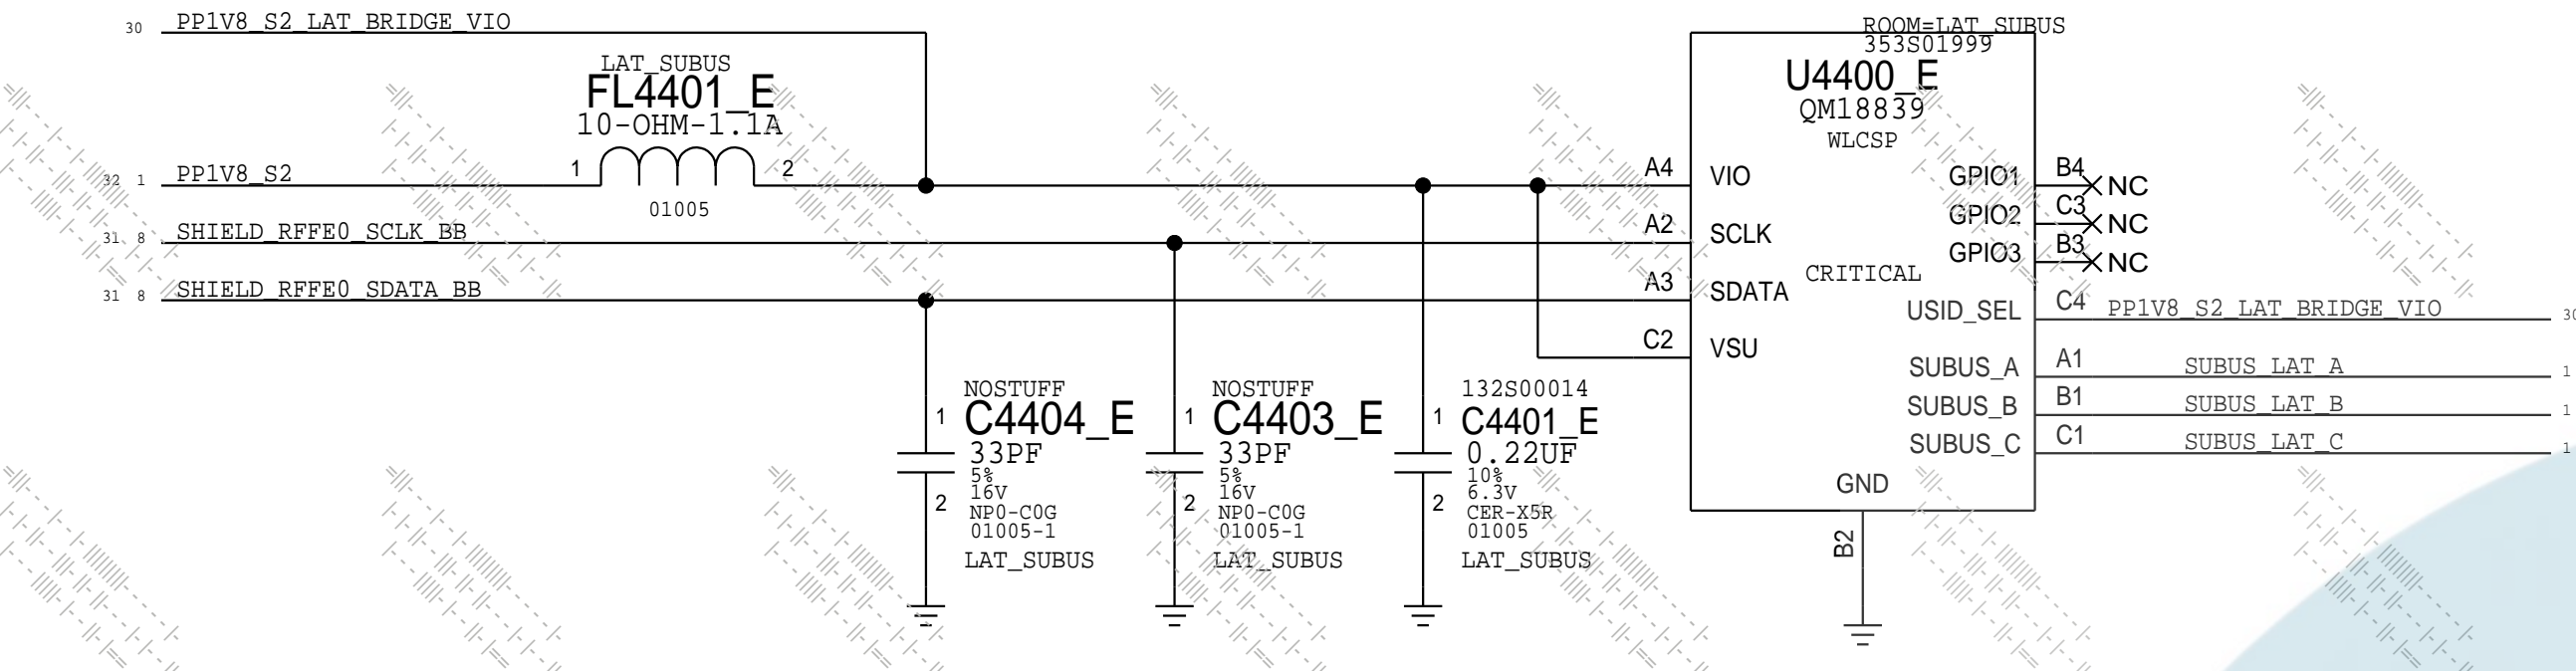 30 PP1V8_S2_LAT_BRIDGE_VIO
LAT_SUBUS
FL4401_E
10-OHM-1.1A
32 1 PP1V8_S2 1 2
01005
31 8 SHIELD_RFFE0_SCLK_BB
31 8 SHIELD_RFFE0_SDATA_BB
NOSTUFF
1 C4404_E
33PF
5%
16V
2 NP0-C0G
01005-1
LAT_SUBUS
NOSTUFF
1 C4403_E
33PF
5%
16V
2 NP0-C0G
01005-1
LAT_SUBUS
132S00014
1 C4401_E
0.22UF
10%
6.3V
2 CER-X5R
01005
LAT_SUBUS
ROOM=LAT_SUBUS
353S01999
U4400_E
QM18839
WLCSP
CRITICAL
A4 VIO
A2 SCLK
A3 SDATA
C2 VSU
GPIO1 B4 NC
GPIO2 C3 NC
GPIO3 B3 NC
USID_SEL C4 PP1V8_S2_LAT_BRIDGE_VIO 30
SUBUS_A A1 SUBUS_LAT_A 1
SUBUS_B B1 SUBUS_LAT_B 1
SUBUS_C C1 SUBUS_LAT_C 1
GND
B2